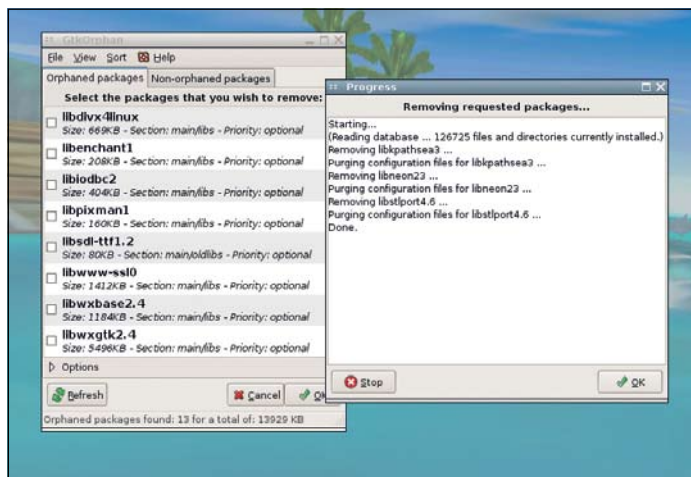 GtkOrphan
File View Sort Help
Orphaned packages Non-orphaned packages
Select the packages that you wish to remove:
libdivx4linux
Size: 669KB - Section: main/libs - Priority: optional
libenchant1
Size: 208KB - Section: main/libs - Priority: optional
libiodbc2
Size: 404KB - Section: main/libs - Priority: optional
libpixman1
Size: 160KB - Section: main/libs - Priority: optional
libsdl-ttf1.2
Size: 80KB - Section: main/oldlibs - Priority: optional
libwww-ssl0
Size: 1412KB - Section: main/libs - Priority: optional
libwxbase2.4
Size: 1184KB - Section: main/libs - Priority: optional
libwxgtk2.4
Size: 5496KB - Section: main/libs - Priority: optional
Options
Refresh Cancel OK
Orphaned packages found: 13 for a total of: 13929 KB
Progress
Removing requested packages...
Starting...
(Reading database ... 126725 files and directories currently installed.)
Removing libkpathsea3 ...
Purging configuration files for libkpathsea3 ...
Removing libneon23 ...
Purging configuration files for libneon23 ...
Removing libstlport4.6 ...
Purging configuration files for libstlport4.6 ...
Done.
Stop OK